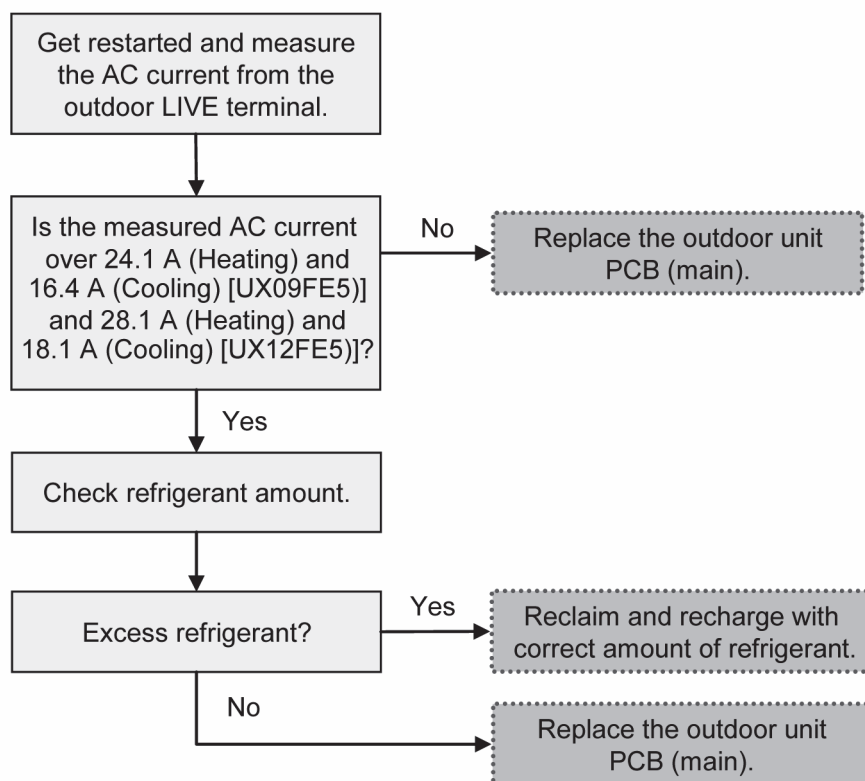 Get restarted and measure
the AC current from the
outdoor LIVE terminal.
Is the measured AC current
over 24.1 A (Heating) and
16.4 A (Cooling) [UX09FE5)]
and 28.1 A (Heating) and
18.1 A (Cooling) [UX12FE5)]?
No
Replace the outdoor unit
PCB (main).
Yes
Check refrigerant amount.
Excess refrigerant?
Yes
Reclaim and recharge with
correct amount of refrigerant.
No
Replace the outdoor unit
PCB (main).